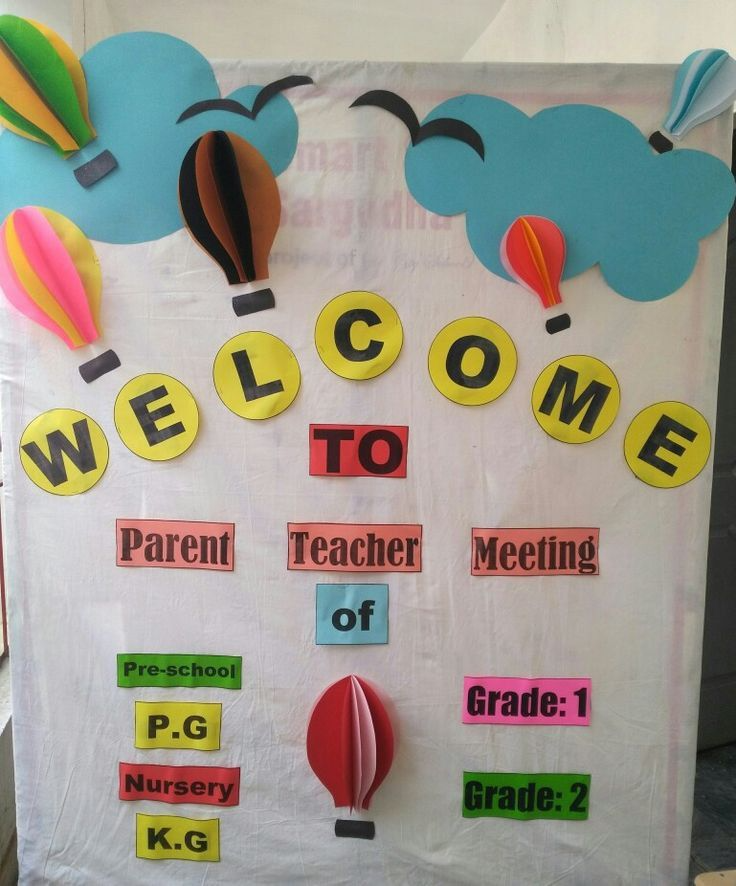 WELCOME
TO
Parent Teacher Meeting
of
Pre-school
P.G
Nursery
K.G
Grade: 1
Grade: 2